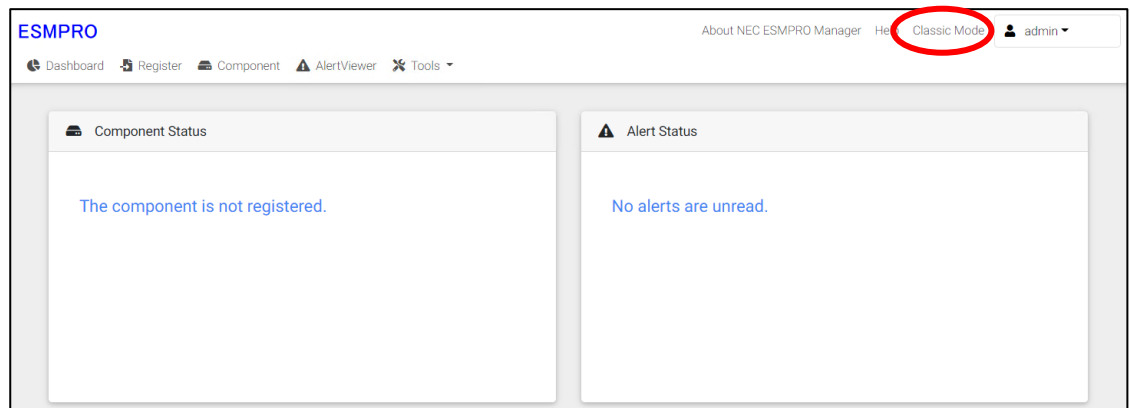 ESMPRO
About NEC ESMPRO Manager Help Classic Mode admin
Dashboard Register Component AlertViewer Tools
Component Status
The component is not registered.
Alert Status
No alerts are unread.